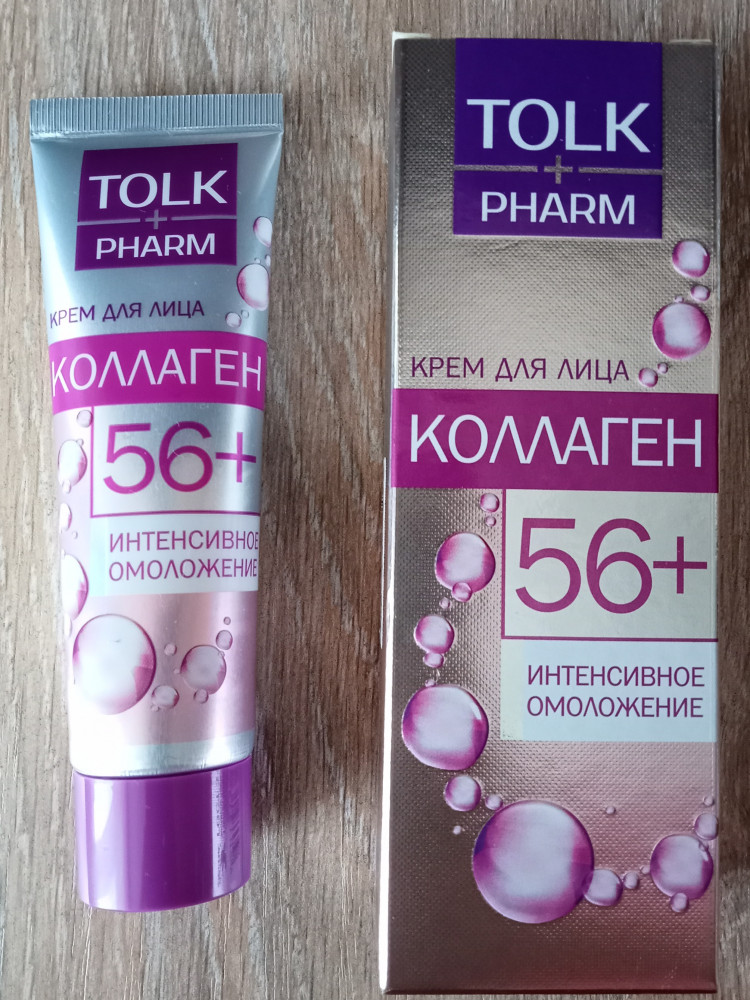 TOLK
+
PHARM
КРЕМ ДЛЯ ЛИЦА
КОЛЛАГЕН
56+
ИНТЕНСИВНОЕ
ОМОЛОЖЕНИЕ
TOLK
+
PHARM
КРЕМ ДЛЯ ЛИЦА
КОЛЛАГЕН
56+
ИНТЕНСИВНОЕ
ОМОЛОЖЕНИЕ